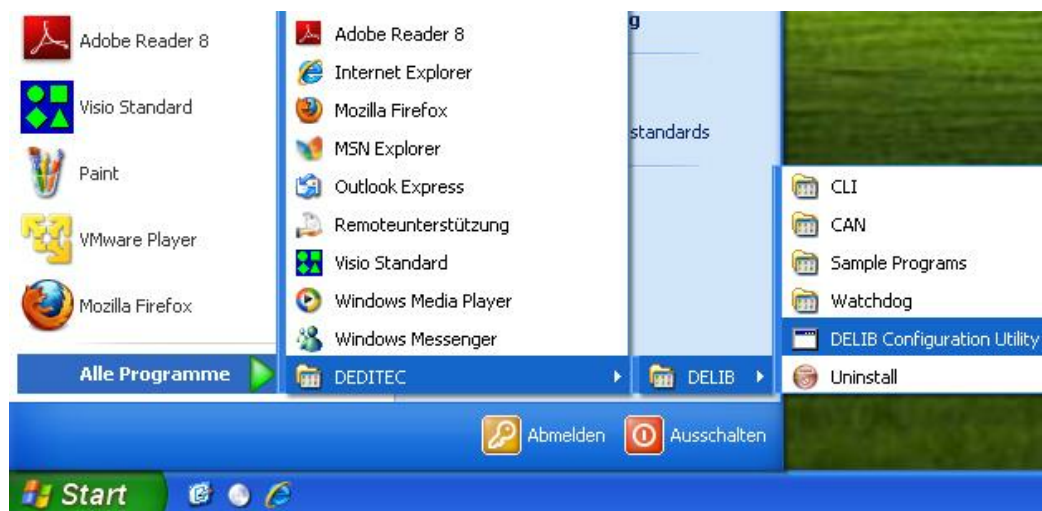 Adobe Reader 8
Visio Standard
Paint
VMware Player
Mozilla Firefox
Alle Programme
Adobe Reader 8
Internet Explorer
Mozilla Firefox
MSN Explorer
Outlook Express
Remoteunterstützung
Visio Standard
Windows Media Player
Windows Messenger
DEDITEC
g
standards
DELIB
CLI
CAN
Sample Programs
Watchdog
DELIB Configuration Utility
Uninstall
Abmelden
Ausschalten
Start